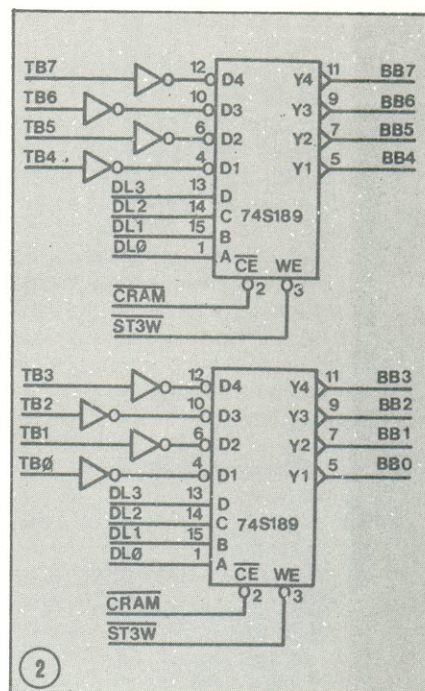 TB7 12 D4 Y4 11 BB7
TB6 10 D3 Y3 9 BB6
TB5 6 D2 Y2 7 BB5
TB4 4 D1 Y1 5 BB4
DL3 13 D
DL2 14 C 74S189
DL1 15 B
DLØ 1 A
CE WE
CRAM 2 3
ST3W
TB3 12 D4 Y4 11 BB3
TB2 10 D3 Y3 9 BB2
TB1 6 D2 Y2 7 BB1
TBØ 4 D1 Y1 5 BB0
DL3 13 D
DL2 14 C 74S189
DL1 15 B
DLØ 1 A
CE WE
CRAM 2 3
ST3W
2